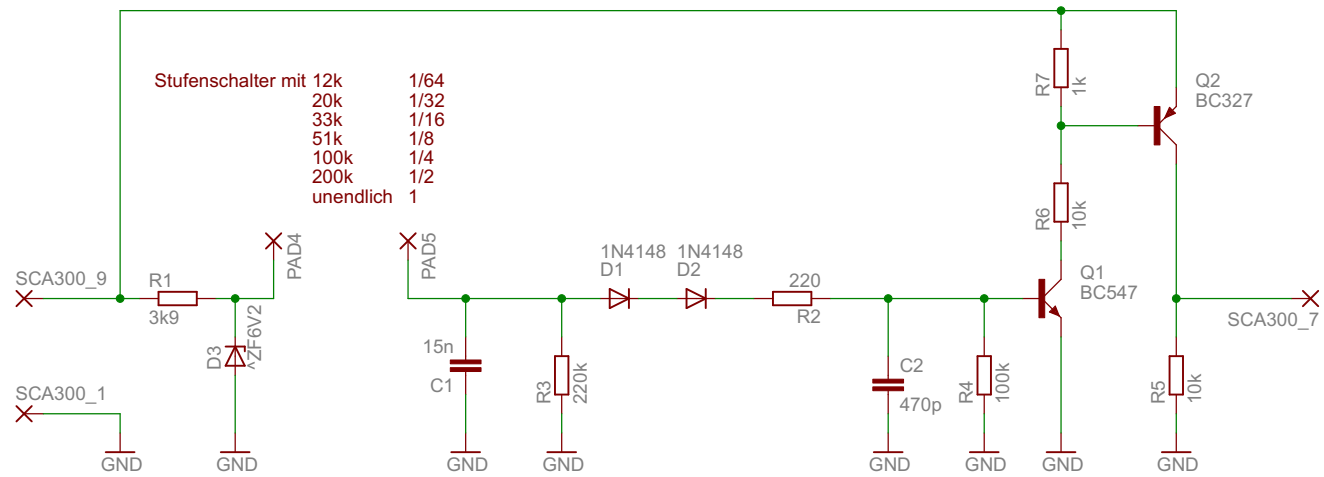 Stufenschalter mit 12k 1/64
20k 1/32
33k 1/16
51k 1/8
100k 1/4
200k 1/2
unendlich 1
R7
1k
Q2
BC327
R6
10k
PAD4
PAD5
SCA300_9
R1
3k9
1N4148
D1
1N4148
D2
220
R2
Q1
BC547
SCA300_7
D3
^ZF6V2
15n
C1
R3
220k
C2
470p
R4
100k
R5
10k
SCA300_1
GND
GND
GND
GND
GND
GND
GND
GND